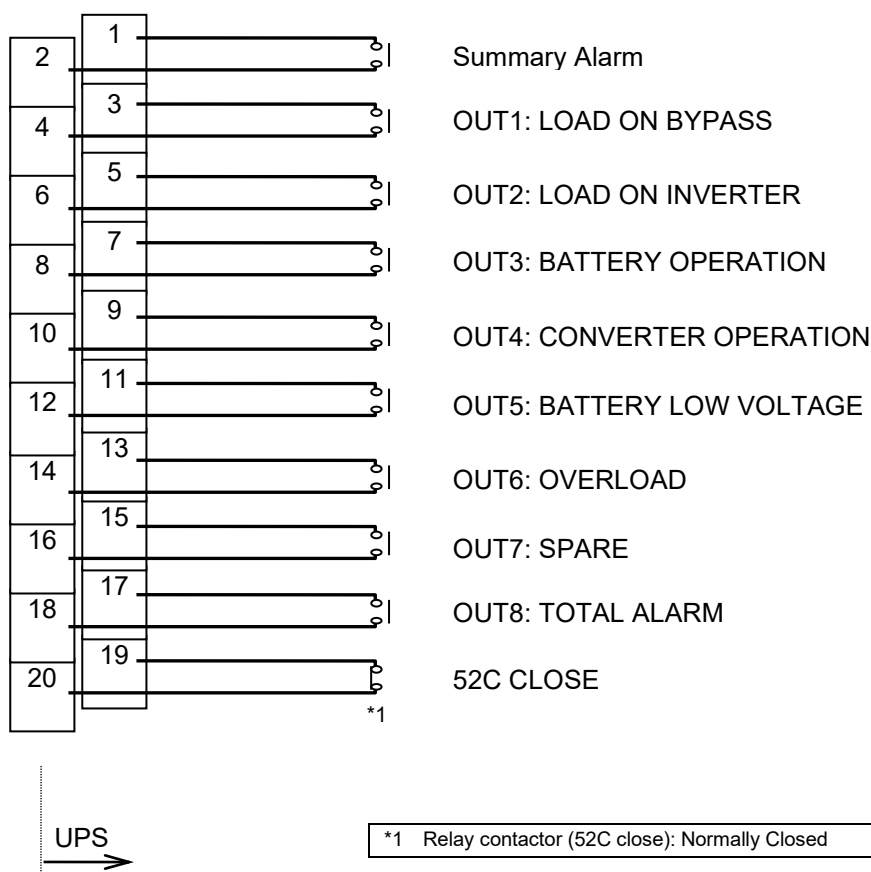 1
2 Summary Alarm
3
4 OUT1: LOAD ON BYPASS
5
6 OUT2: LOAD ON INVERTER
7
8 OUT3: BATTERY OPERATION
9
10 OUT4: CONVERTER OPERATION
11
12 OUT5: BATTERY LOW VOLTAGE
13
14 OUT6: OVERLOAD
15
16 OUT7: SPARE
17
18 OUT8: TOTAL ALARM
19
20 52C CLOSE
*1
UPS
*1 Relay contactor (52C close): Normally Closed